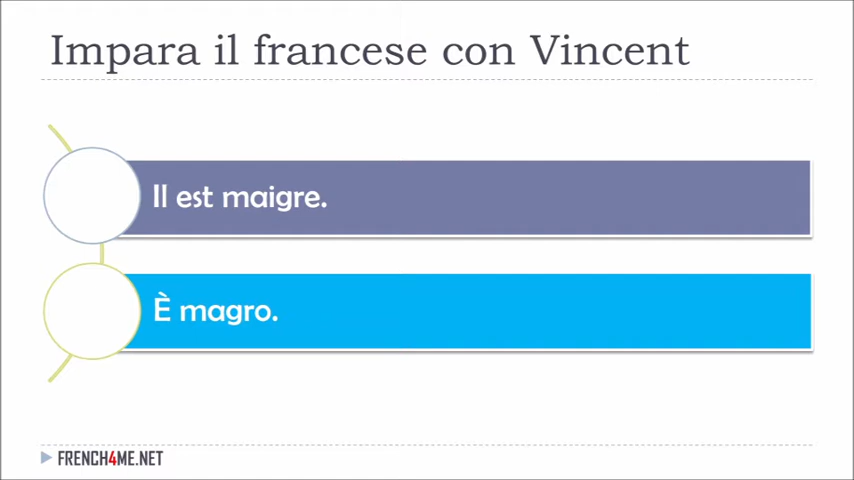 Impara il francese con Vincent
Il est maigre.
È magro.
FRENCH4ME.NET